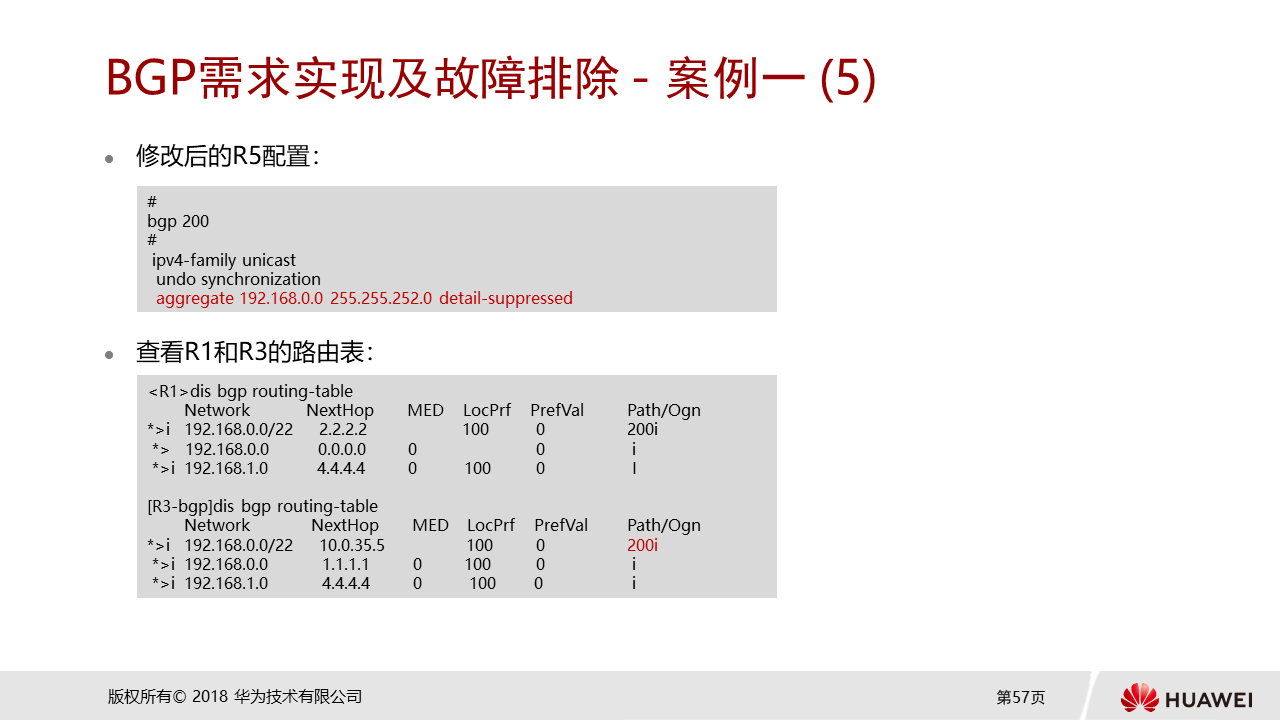 BGP需求实现及故障排除 - 案例一 (5)
修改后的R5配置：
#
bgp 200
#
ipv4-family unicast
undo synchronization
aggregate 192.168.0.0 255.255.252.0 detail-suppressed
查看R1和R3的路由表：
<R1>dis bgp routing-table
Network NextHop MED LocPrf PrefVal Path/Ogn
*>i 192.168.0.0/22 2.2.2.2 100 0 200i
*> 192.168.0.0 0.0.0.0 0 0 i
*>i 192.168.1.0 4.4.4.4 0 100 0 I
[R3-bgp]dis bgp routing-table
Network NextHop MED LocPrf PrefVal Path/Ogn
*>i 192.168.0.0/22 10.0.35.5 100 0 200i
*>i 192.168.0.0 1.1.1.1 0 100 0 i
*>i 192.168.1.0 4.4.4.4 0 100 0 i
版权所有© 2018 华为技术有限公司
第57页
HUAWEI